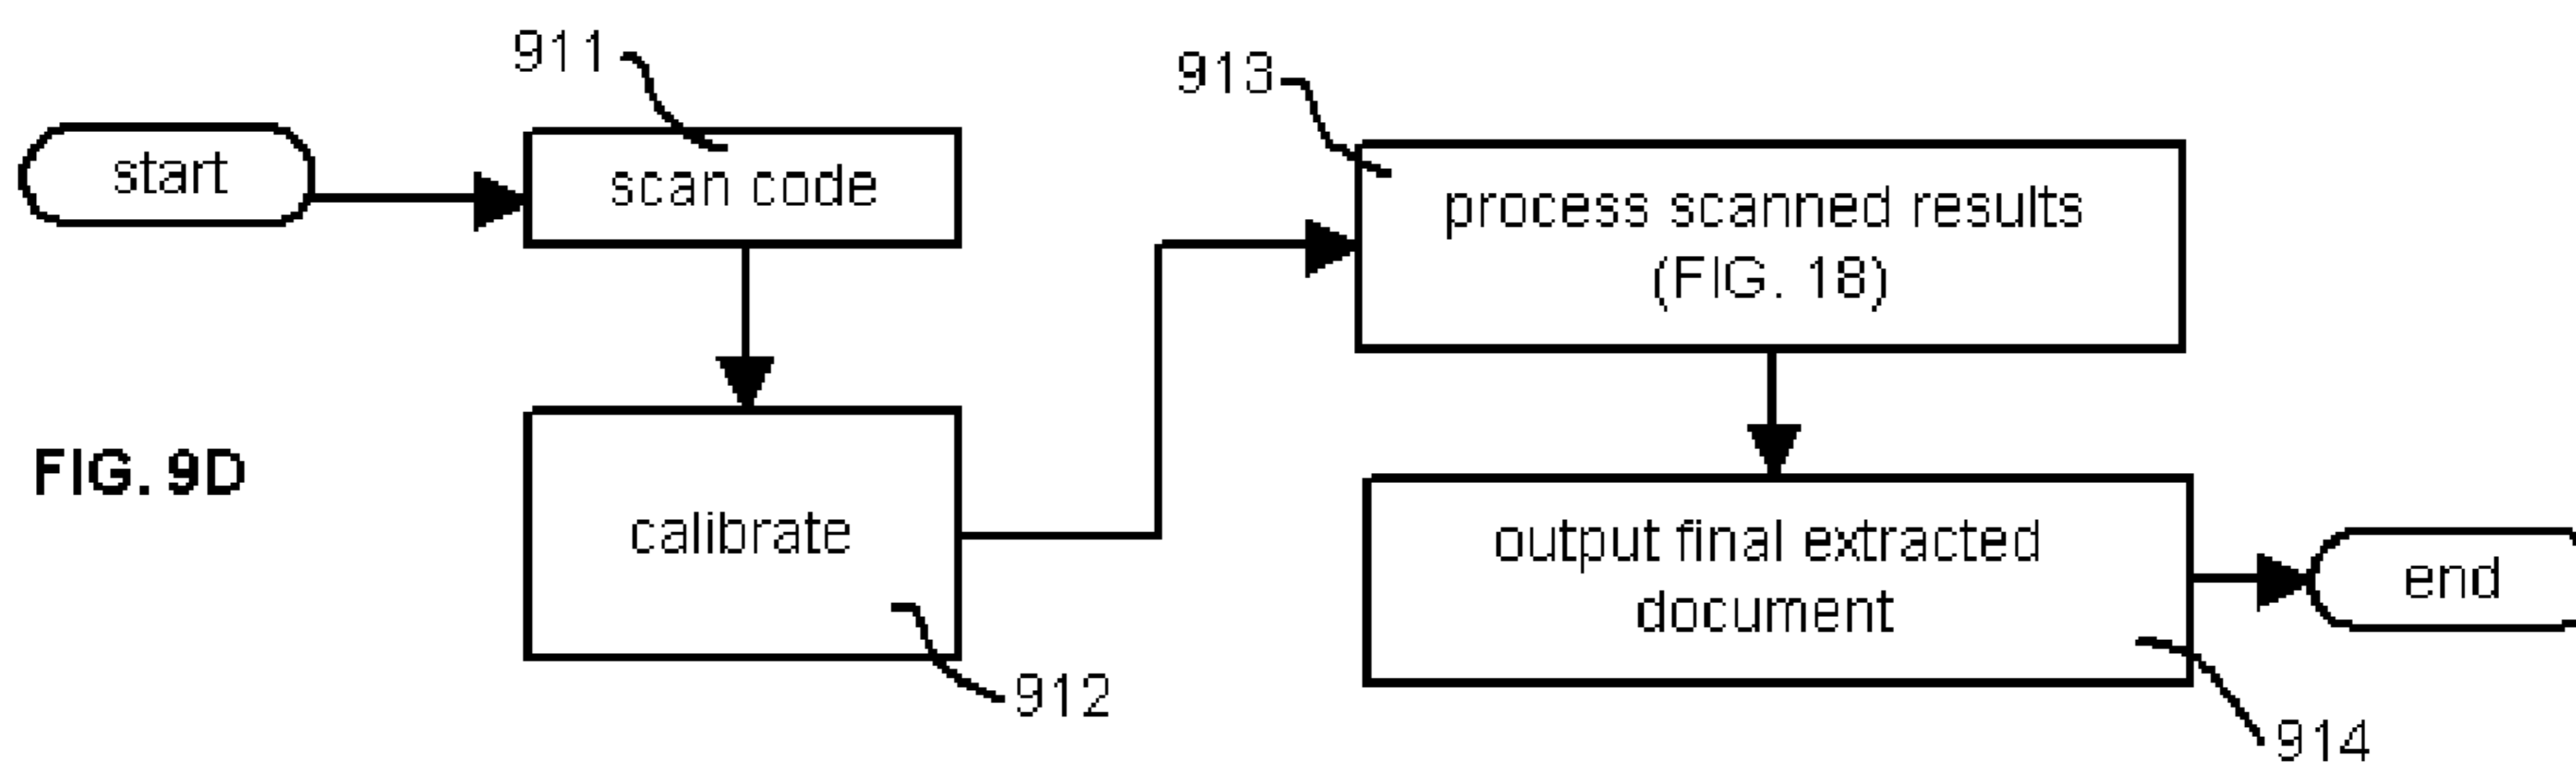 911
913
start
scan code
process scanned results
(FIG. 18)
FIG. 9D
calibrate
output final extracted
document
end
912
914